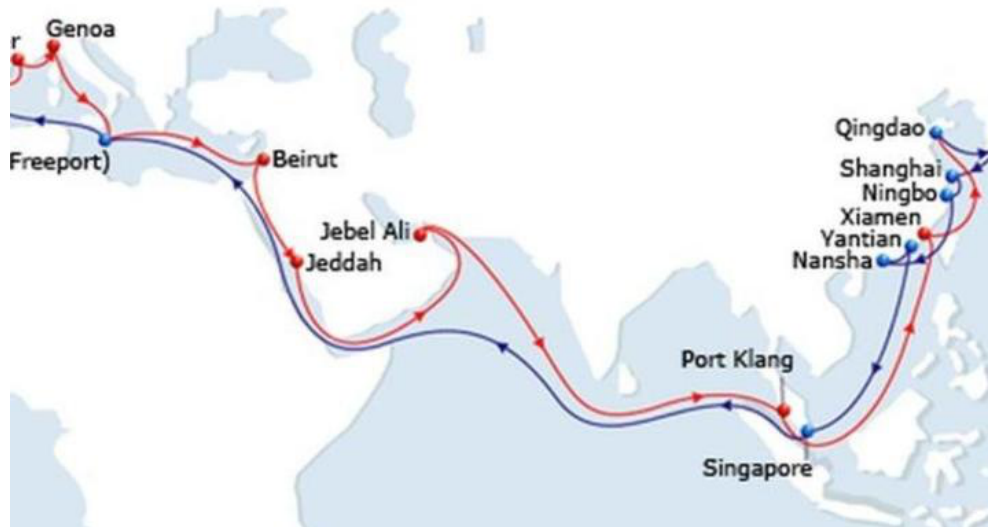 r
Genoa
Freeport)
Beirut
Jebel Ali
Jeddah
Qingdao
Shanghai
Ningbo
Xiamen
Yantian
Nansha
Port Klang
Singapore